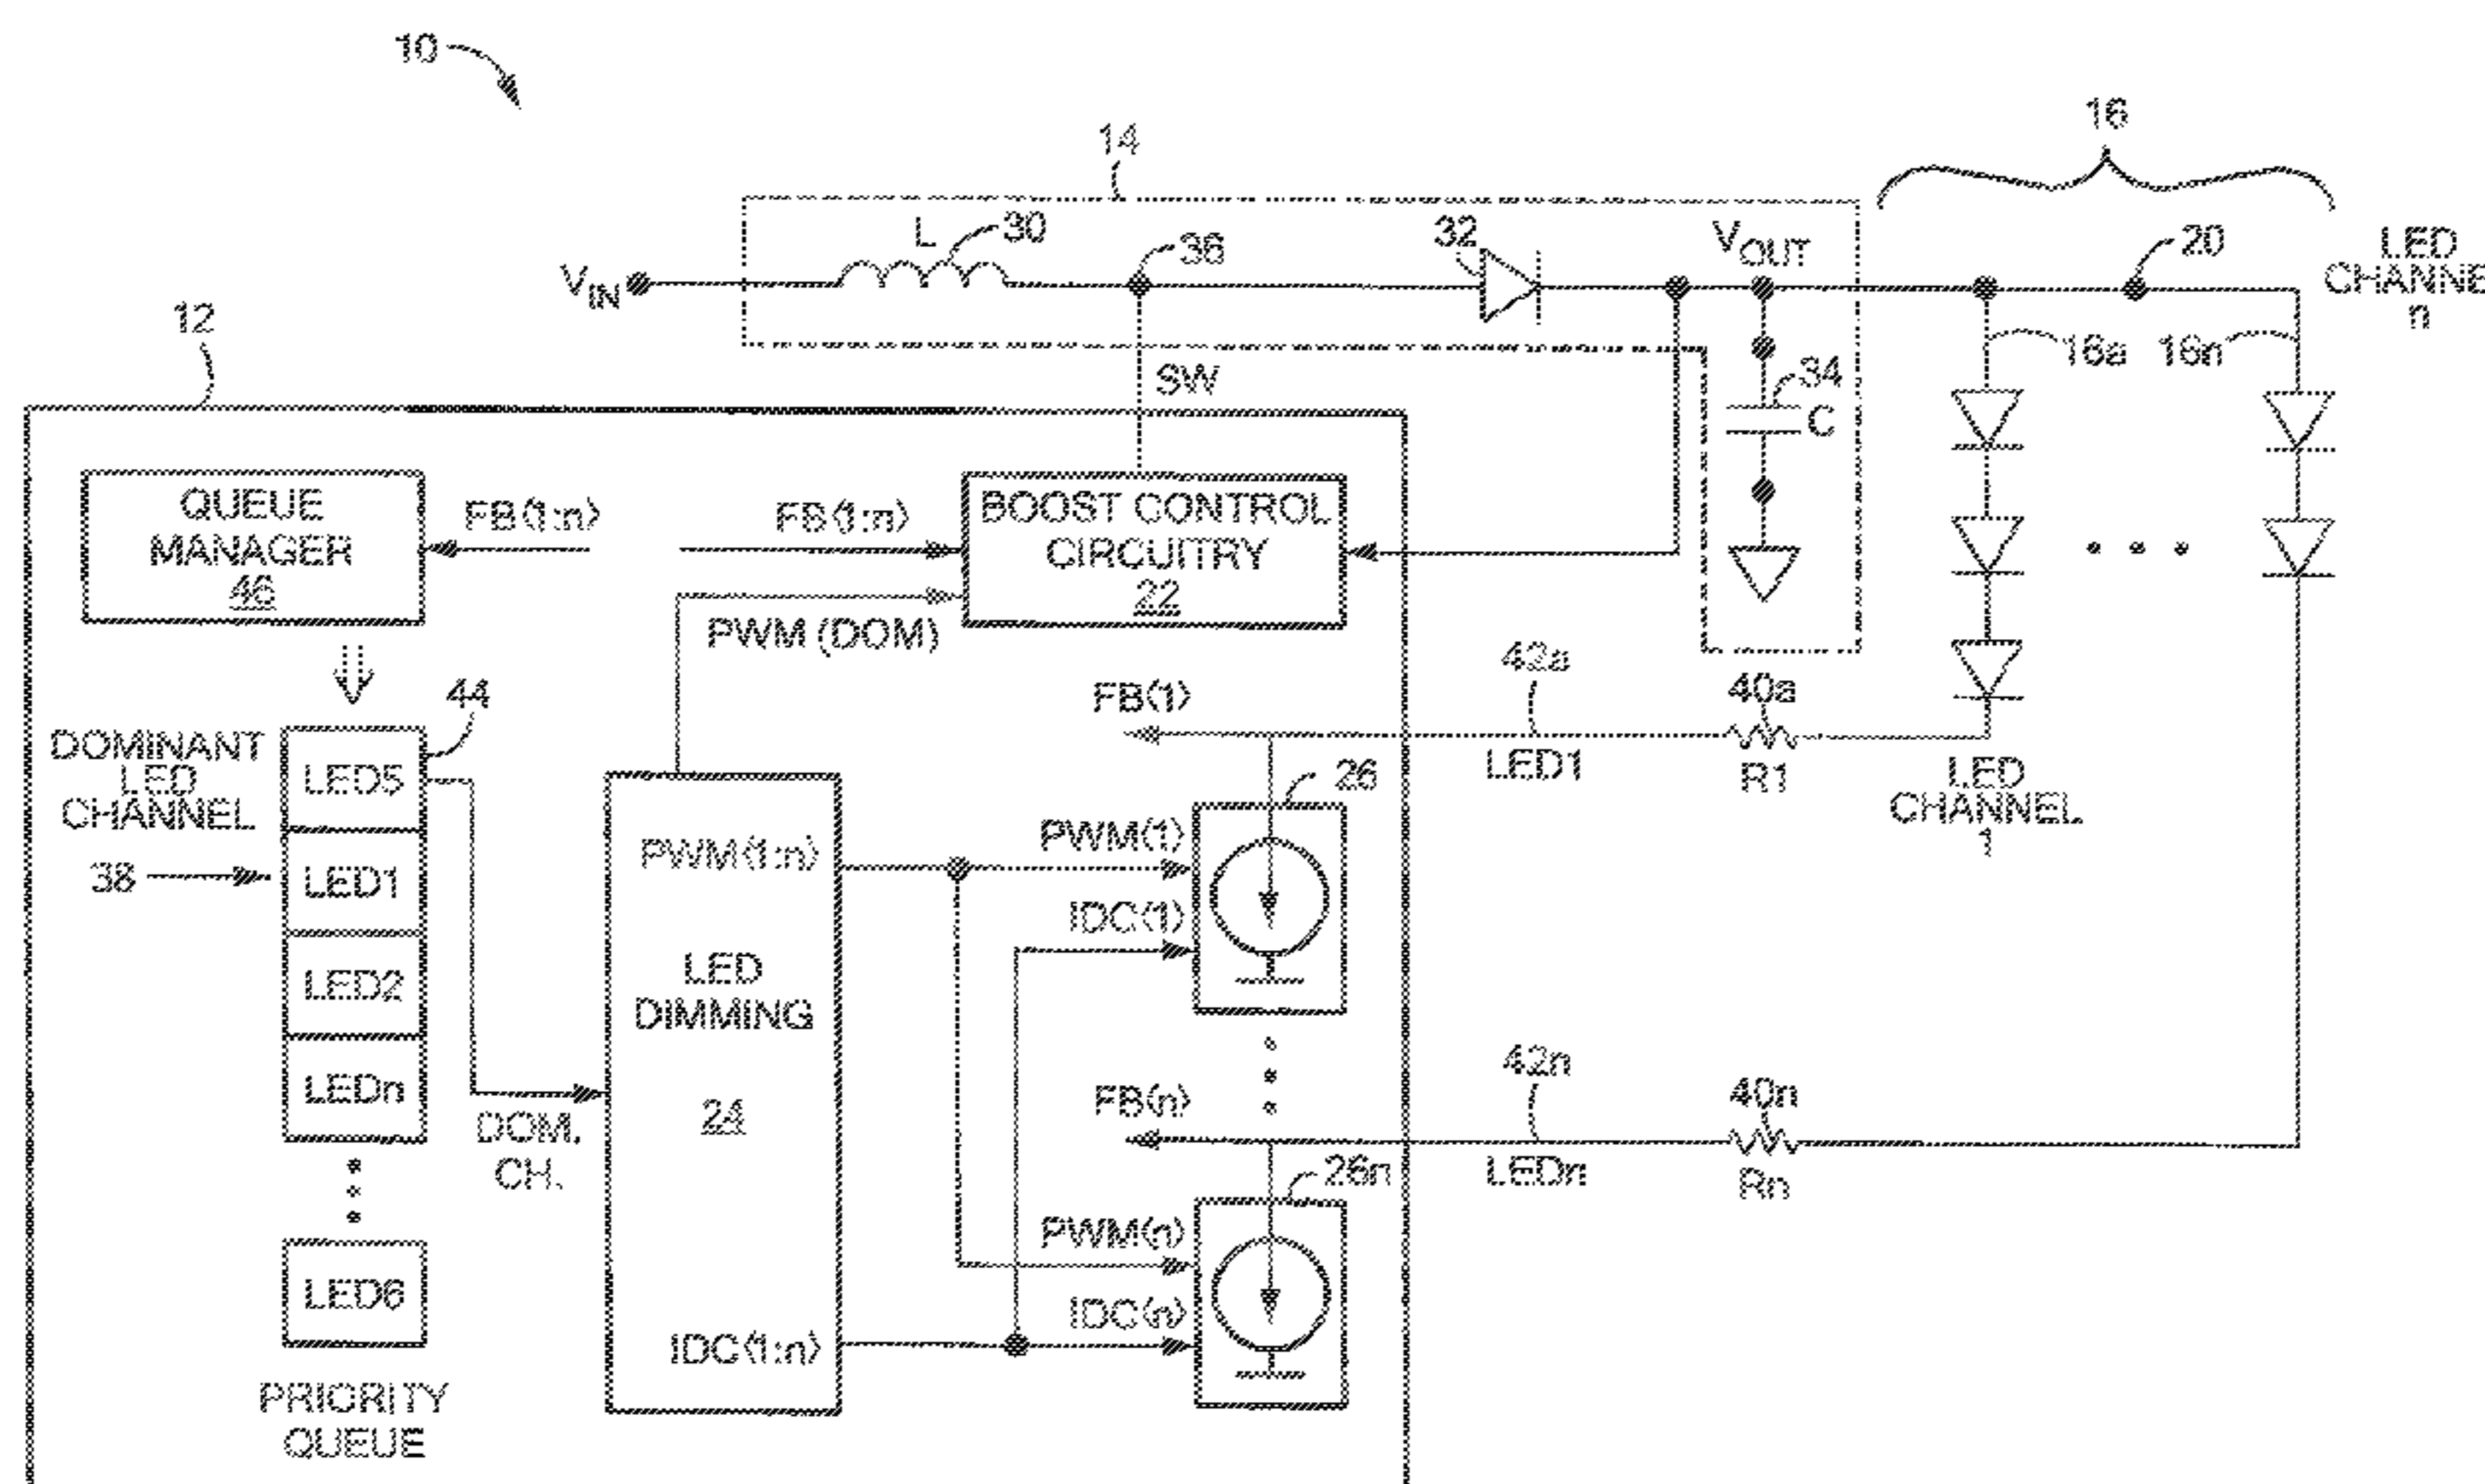 10
14
16
L
30
36
32
VOUT
20
LED
CHANNE
n
VIN
12
16a
16n
SW
34
C
QUEUE
MANAGER
46
FB(1:n)
FB(1:n)
BOOST CONTROL
CIRCUITRY
22
PWM (DOM)
44
42a
40a
FB(1)
LED1
R1
LED
CHANNEL
1
DOMINANT
LED
CHANNEL
LED5
38
LED1
LED2
LEDn
LED6
PRIORITY
QUEUE
DOM.
CH.
PWM(1:n)
LED
DIMMING
24
IDC(1:n)
26
PWM(1)
IDC(1)
FB(n)
42n
40n
LEDn
Rn
26n
PWM(n)
IDC(n)